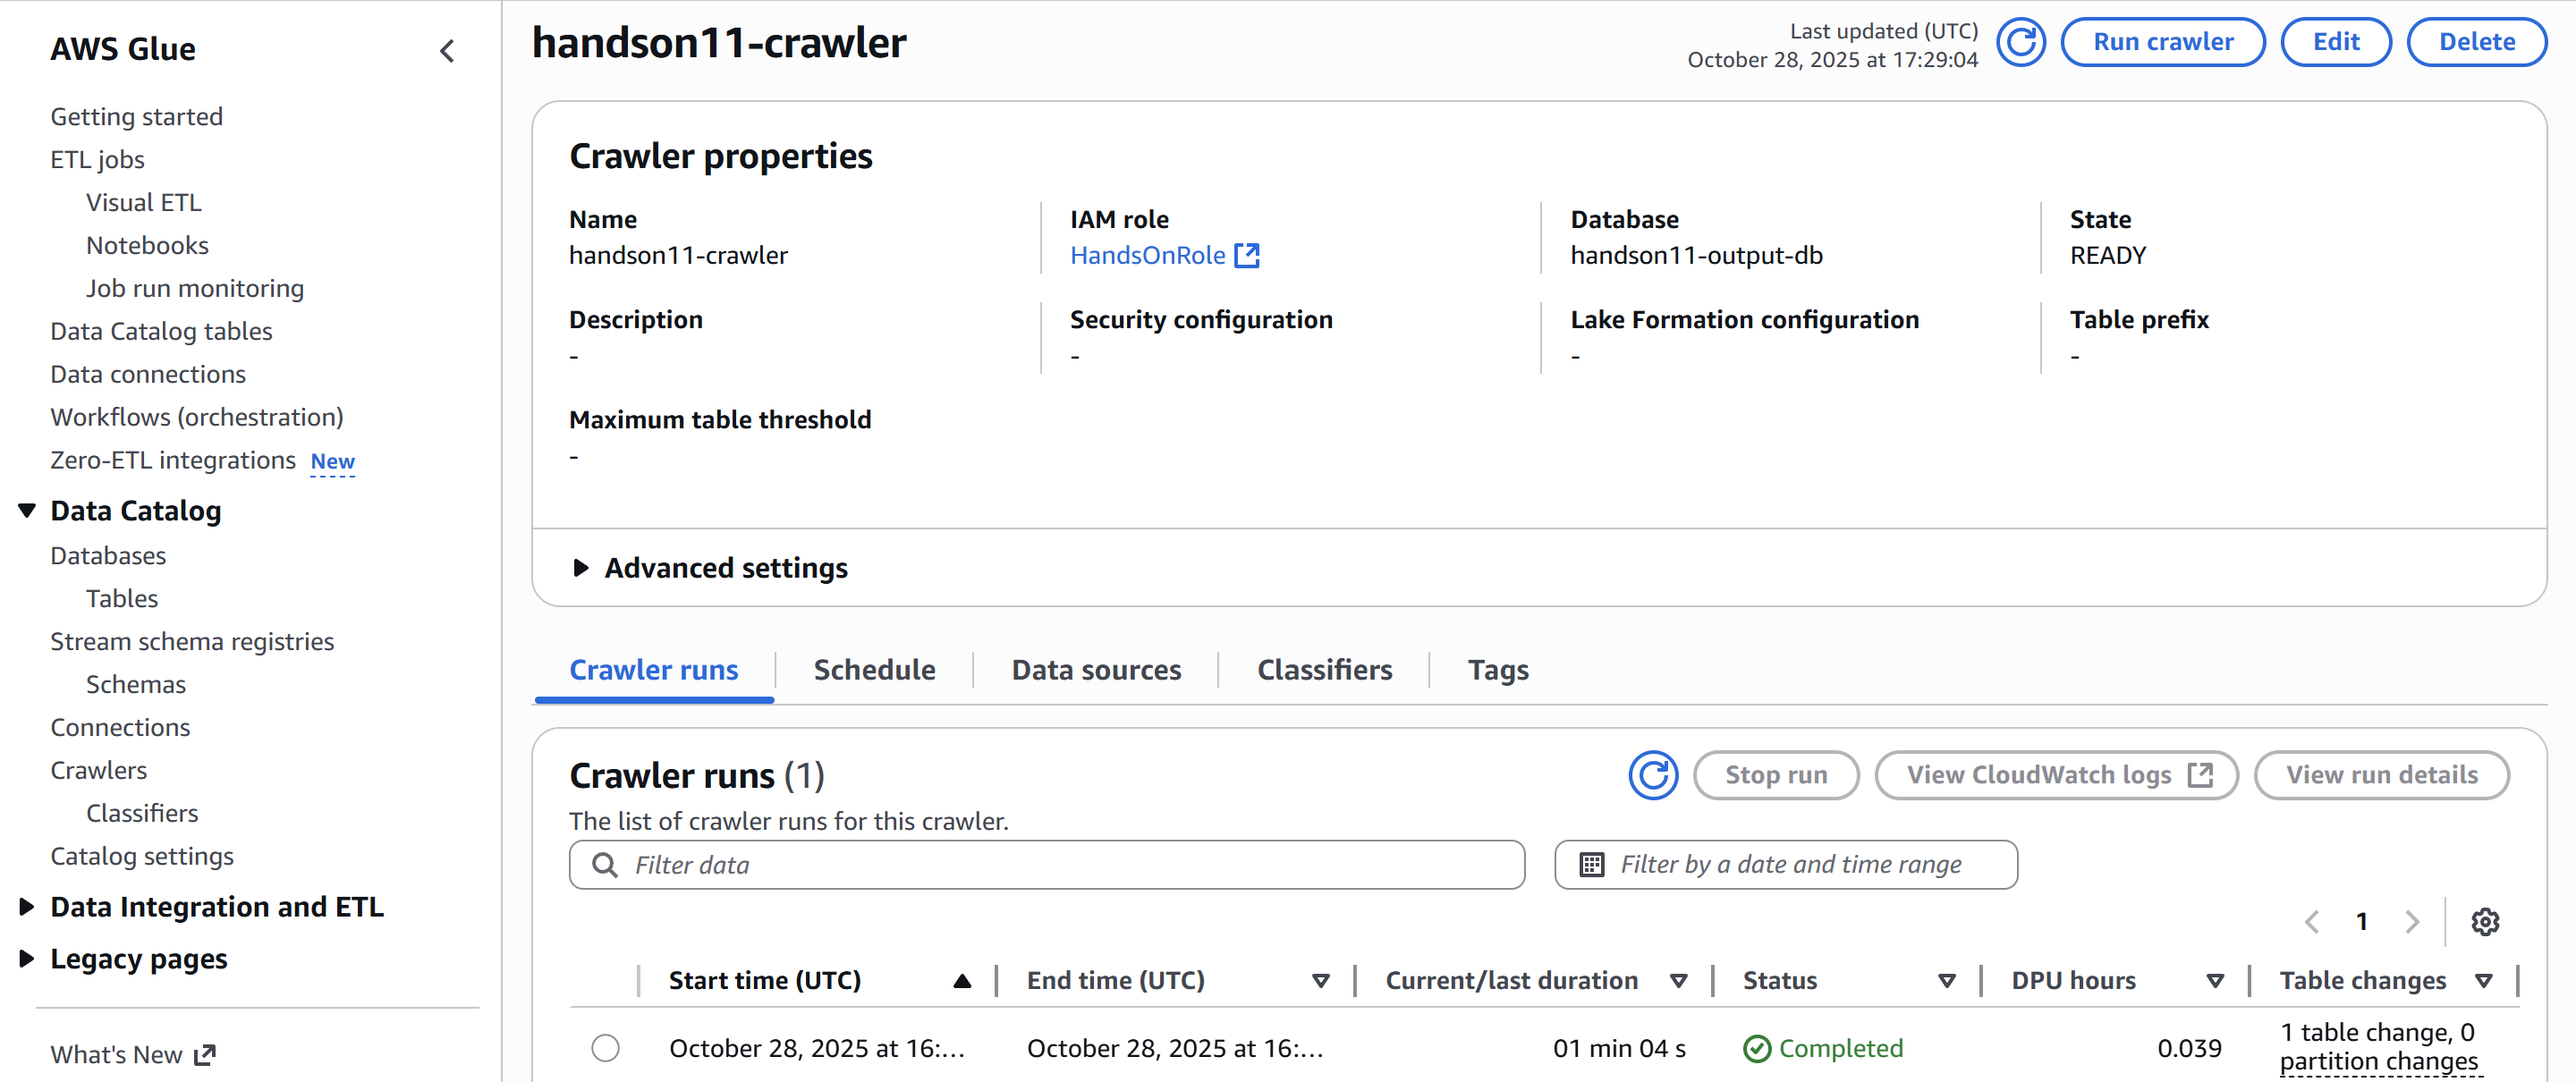 AWS Glue
Getting started
ETL jobs
Visual ETL
Notebooks
Job run monitoring
Data Catalog tables
Data connections
Workflows (orchestration)
Zero-ETL integrations New
Data Catalog
Databases
Tables
Stream schema registries
Schemas
Connections
Crawlers
Classifiers
Catalog settings
Data Integration and ETL
Legacy pages
What's New
handson11-crawler
Last updated (UTC)
October 28, 2025 at 17:29:04
Run crawler
Edit
Delete
Crawler properties
Name
handson11-crawler
IAM role
HandsOnRole
Database
handson11-output-db
State
READY
Description
-
Security configuration
-
Lake Formation configuration
-
Table prefix
-
Maximum table threshold
-
Advanced settings
Crawler runs
Schedule
Data sources
Classifiers
Tags
Crawler runs (1)
The list of crawler runs for this crawler.
Stop run
View CloudWatch logs
View run details
Filter data
Filter by a date and time range
1
Start time (UTC)
End time (UTC)
Current/last duration
Status
DPU hours
Table changes
October 28, 2025 at 16:...
October 28, 2025 at 16:...
01 min 04 s
Completed
0.039
1 table change, 0
partition changes